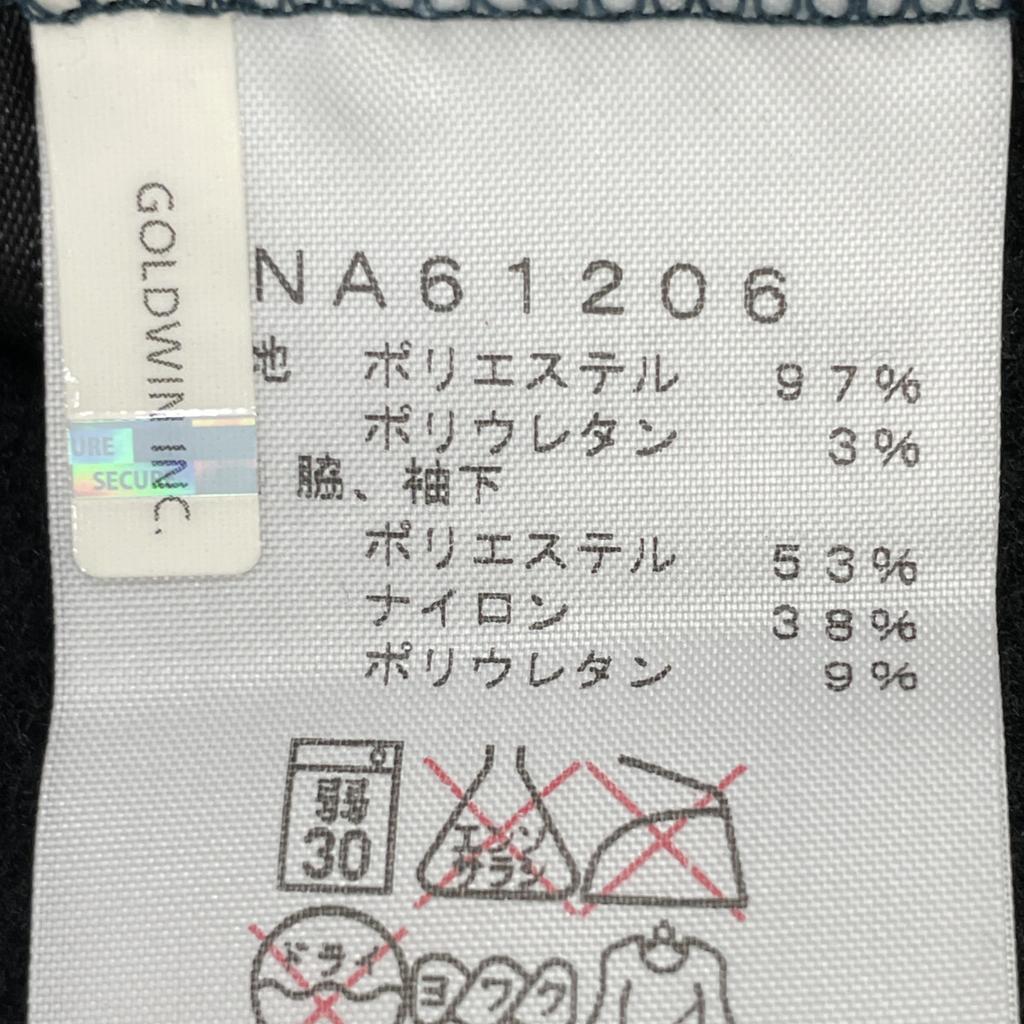 GOLDWIN INC.
URE
SECUR
NA61206
地 ポリエステル 97%
ポリウレタン 3%
脇、袖下
ポリエステル 53%
ナイロン 38%
ポリウレタン 9%
弱
30
エンソ
サラシ
ドライ
ヨワク